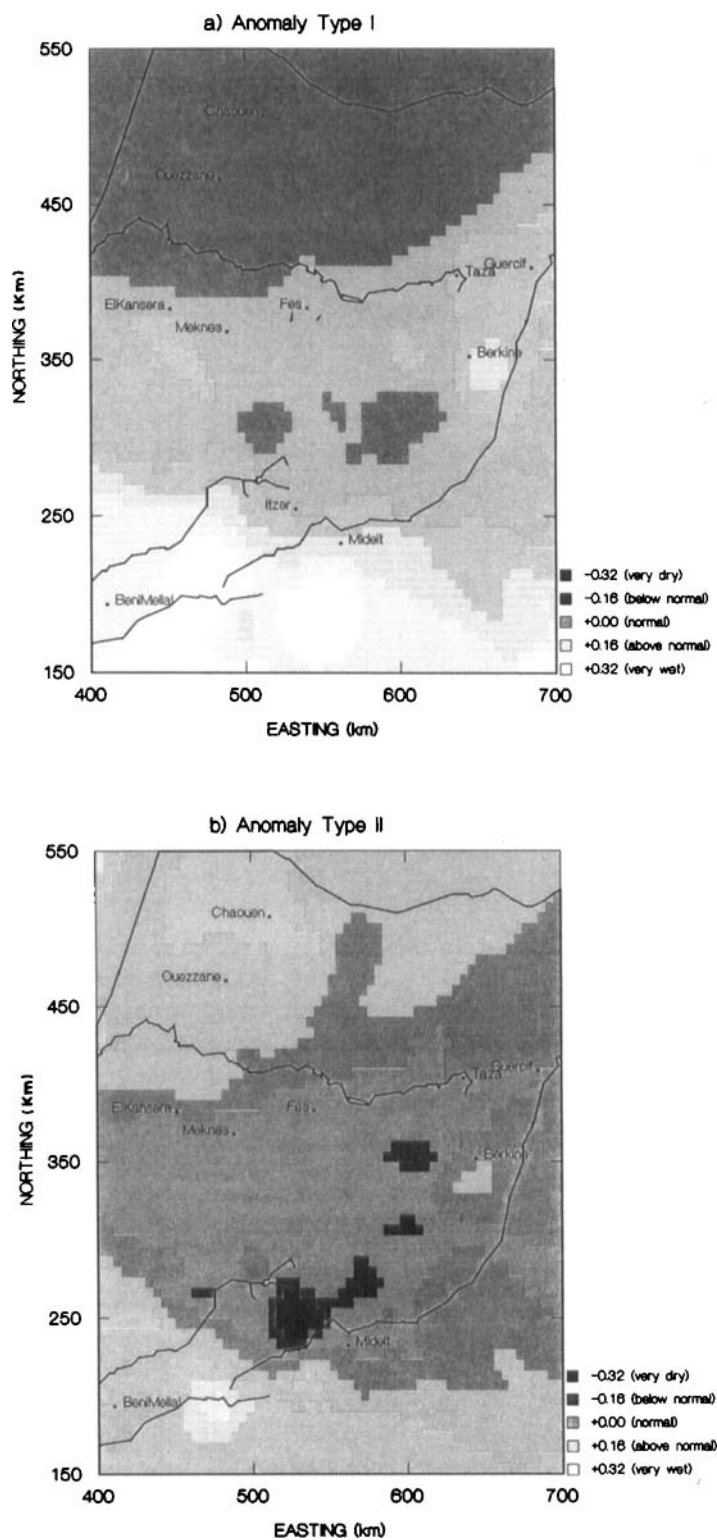 a) Anomaly Type I
550
Chaouen
Ouezzane
450
Guercif
Taza
ElKansera
Fes
Meknes
NORTHING (Km)
350
Berkine
250
Itzer
Midelt
BeniMellal
-0.32 (very dry)
-0.16 (below normal)
+0.00 (normal)
+0.16 (above normal)
+0.32 (very wet)
150
400 500 600 700
EASTING (km)
b) Anomaly Type II
550
Chaouen
Ouezzane
450
Guercif
Taza
ElKansera
Fes
Meknes
NORTHING (Km)
350
Berkine
250
Midelt
BeniMellal
-0.32 (very dry)
-0.16 (below normal)
+0.00 (normal)
+0.16 (above normal)
+0.32 (very wet)
150
400 500 600 700
EASTING (km)